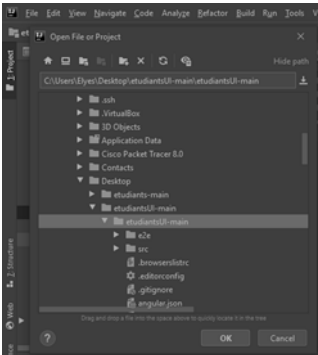 File Edit View Navigate Code Analyze Refactor Build Run Tools V
et
Open File or Project
Hide path
C:\Users\Elyes\Desktop\etudiantsUI-main\etudiantsUI-main
.ssh
.VirtualBox
3D Objects
Application Data
Cisco Packet Tracer 8.0
Contacts
Desktop
etudiants-main
etudiantsUI-main
etudiantsUI-main
e2e
src
.browserslistrc
.editorconfig
.gitignore
angular.json
Drag and drop a file into the space above to quickly locate it in the tree
? OK Cancel
1: Project
Z: Structure
Web